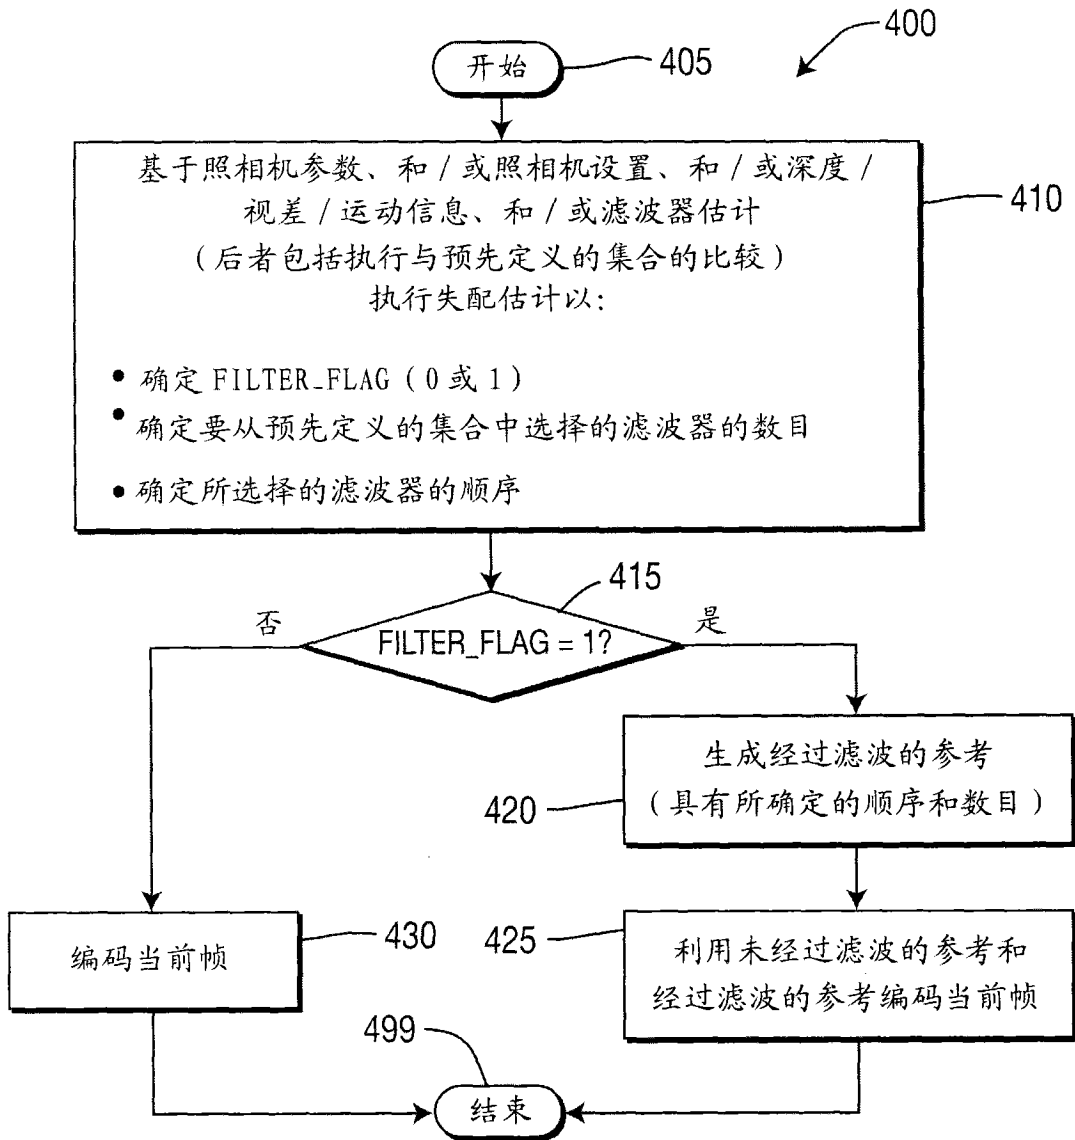 400
开始
405
基于照相机参数、和/或照相机设置、和/或深度/
视差/运动信息、和/或滤波器估计
(后者包括执行与预先定义的集合的比较)
执行失配估计以:
410
• 确定 FILTER_FLAG (0或1)
• 确定要从预先定义的集合中选择的滤波器的数目
• 确定所选择的滤波器的顺序
415
否
FILTER_FLAG = 1?
是
生成经过滤波的参考
(具有所确定的顺序和数目)
420
编码当前帧
430
425
利用未经过滤波的参考和
经过滤波的参考编码当前帧
499
结束